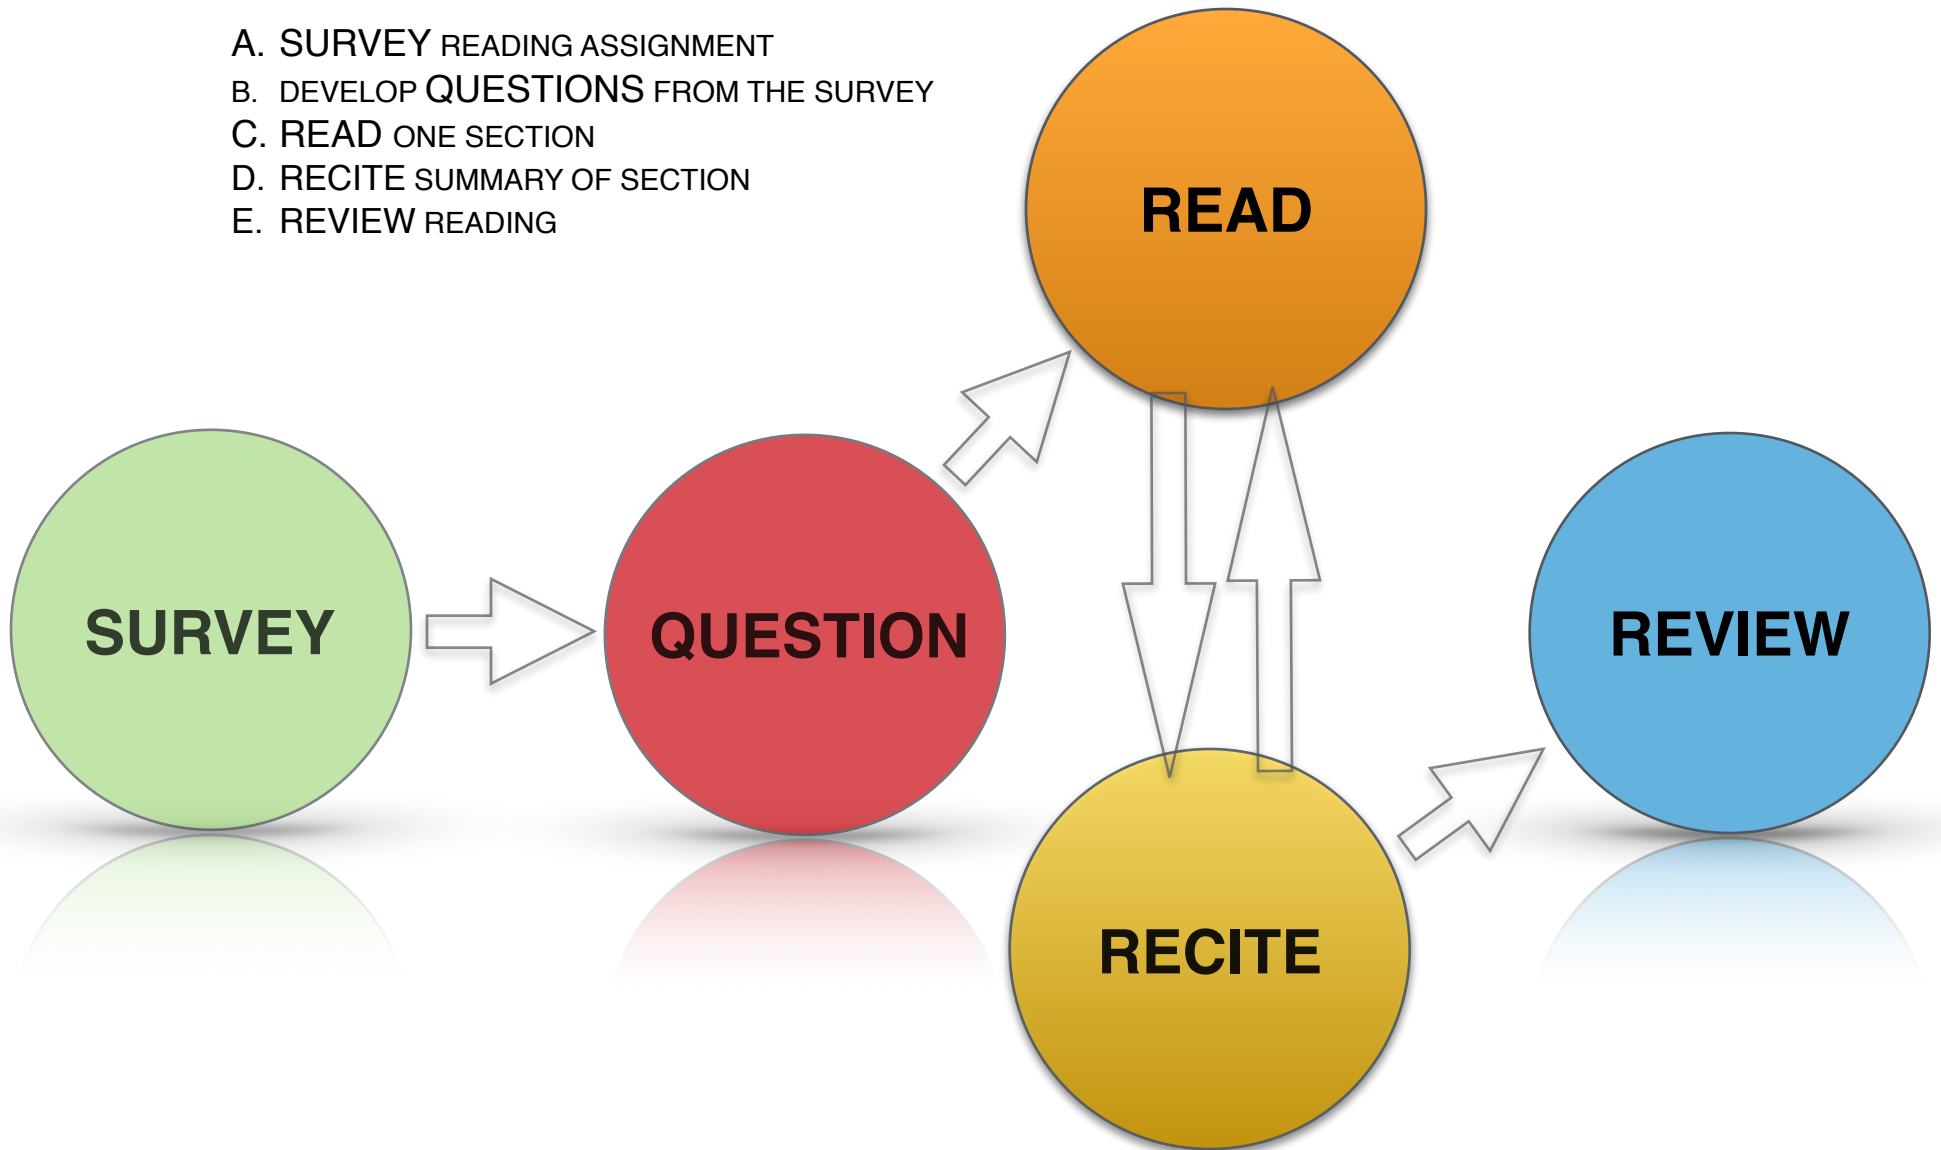 A. SURVEY READING ASSIGNMENT
B. DEVELOP QUESTIONS FROM THE SURVEY
C. READ ONE SECTION
D. RECITE SUMMARY OF SECTION
E. REVIEW READING
READ
SURVEY
QUESTION
REVIEW
RECITE